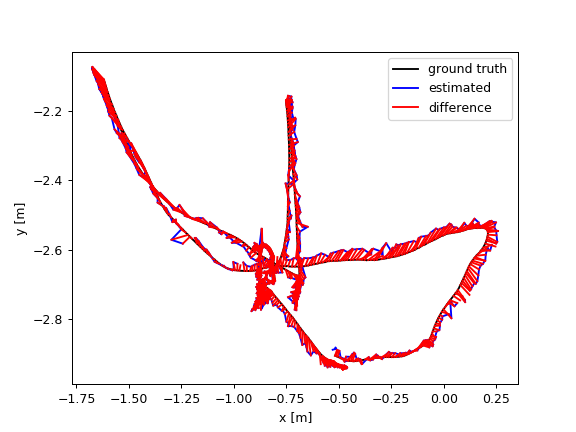 ground truth
estimated
difference
−2.2
−2.4
−2.6
−2.8
y [m]
−1.75 −1.50 −1.25 −1.00 −0.75 −0.50 −0.25 0.00 0.25
x [m]